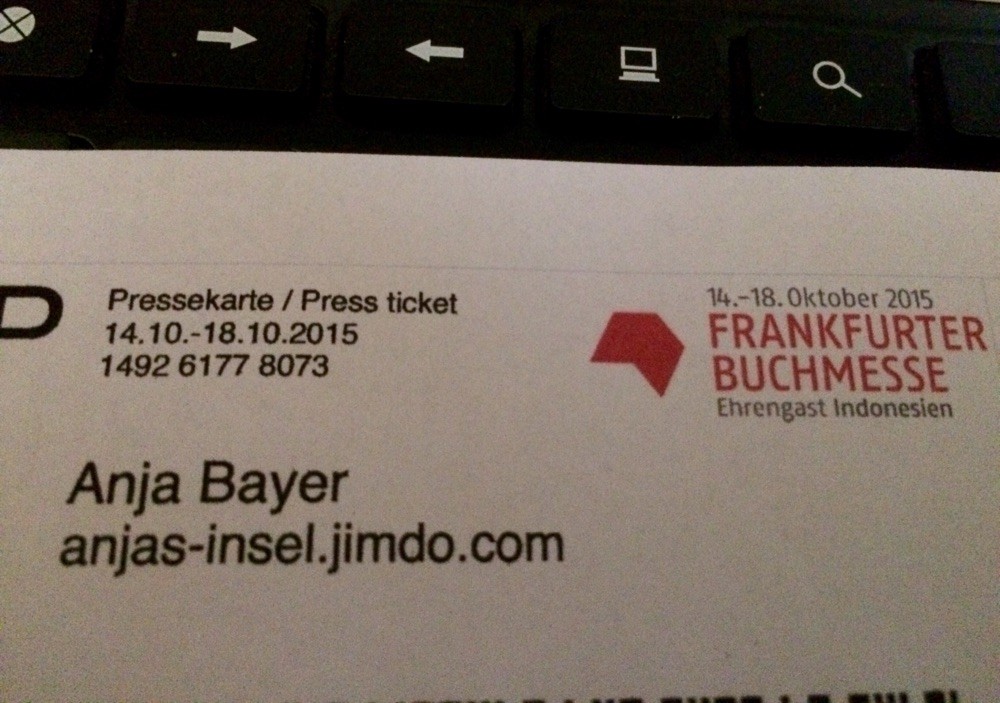 Pressekarte / Press ticket
14.10.-18.10.2015
1492 6177 8073
14.-18. Oktober 2015
FRANKFURTER
BUCHMESSE
Ehrengast Indonesien
Anja Bayer
anjas-insel.jimdo.com